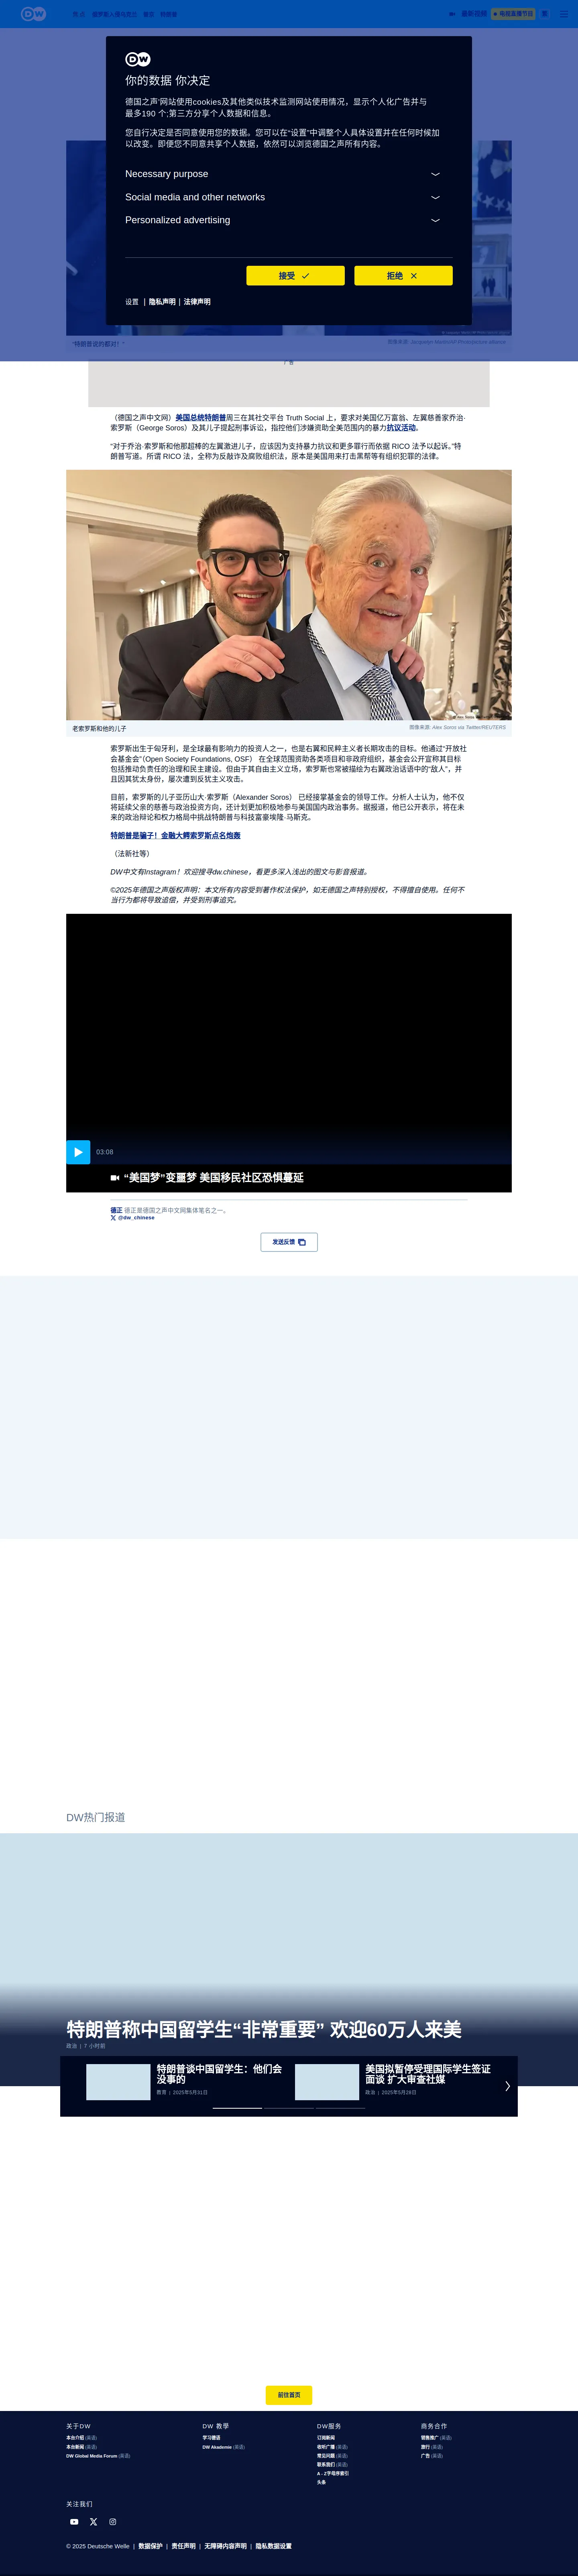 DW
最新视频
电视直播节目
DW
你的数据 你决定
德国之声'网站使用cookies及其他类似技术监测网站使用情况，显示个人化广告并与
最多190 个;第三方分享个人数据和信息。
您自行决定是否同意使用您的数据。您可以在"设置"中调整个人具体设置并在任何时候加
以改变。即便您不同意共享个人数据，依然可以浏览德国之声所有内容。
Necessary purpose
Social media and other networks
Personalized advertising
接受
拒绝
设置 | 隐私声明 | 法律声明
"特朗普说的都对！"
图像来源: Jacquelyn Martin/AP Photo/picture alliance
广告
（德国之声中文网）美国总统特朗普周三在其社交平台 Truth Social 上，要求对美国亿万富翁、左翼慈善家乔治·
索罗斯（George Soros）及其儿子提起刑事诉讼，指控他们涉嫌资助全美范围内的暴力抗议活动。
"对于乔治·索罗斯和他那超棒的左翼激进儿子，应该因为支持暴力抗议和更多罪行而依据 RICO 法予以起诉。"特
朗普写道。所谓 RICO 法，全称为反敲诈及腐败组织法，原本是美国用来打击黑帮等有组织犯罪的法律。
老索罗斯和他的儿子
图像来源: Alex Soros via Twitter/REUTERS
索罗斯出生于匈牙利，是全球最有影响力的投资人之一，也是右翼和民粹主义者长期攻击的目标。他通过"开放社
会基金会"（Open Society Foundations, OSF） 在全球范围资助各类项目和非政府组织，基金会公开宣称其目标
包括推动负责任的治理和民主建设。但由于其自由主义立场，索罗斯也常被描绘为右翼政治话语中的"敌人"，并
且因其犹太身份，屡次遭到反犹主义攻击。
目前，索罗斯的儿子亚历山大·索罗斯（Alexander Soros） 已经接掌基金会的领导工作。分析人士认为，他不仅
将延续父亲的慈善与政治投资方向，还计划更加积极地参与美国国内政治事务。据报道，他已公开表示，将在未
来的政治辩论和权力格局中挑战特朗普与科技富豪埃隆·马斯克。
特朗普是骗子！金融大鳄索罗斯点名炮轰
（法新社等）
DW中文有Instagram！欢迎搜寻dw.chinese，看更多深入浅出的图文与影音报道。
©2025年德国之声版权声明：本文所有内容受到著作权法保护，如无德国之声特别授权，不得擅自使用。任何不
当行为都将导致追偿，并受到刑事追究。
03:08
"美国梦"变噩梦 美国移民社区恐惧蔓延
德正 德正是德国之声中文网集体笔名之一。
@dw_chinese
发送反馈
DW热门报道
特朗普称中国留学生"非常重要" 欢迎60万人来美
政治 | 7 小时前
特朗普谈中国留学生：他们会
没事的
教育 | 2025年5月31日
美国拟暂停受理国际学生签证
面谈 扩大审查社媒
政治 | 2025年5月28日
前往首页
关于DW
本台介绍 (英语)
本台新闻 (英语)
DW Global Media Forum (英语)
DW 教學
学习德语
DW Akademie (英语)
DW服务
订阅新闻
收听广播 (英语)
常见问题 (英语)
联系我们 (英语)
A - Z字母序索引
头条
商务合作
销售推广 (英语)
旅行 (英语)
广告 (英语)
关注我们
© 2025 Deutsche Welle | 数据保护 | 责任声明 | 无障碍内容声明 | 隐私数据设置